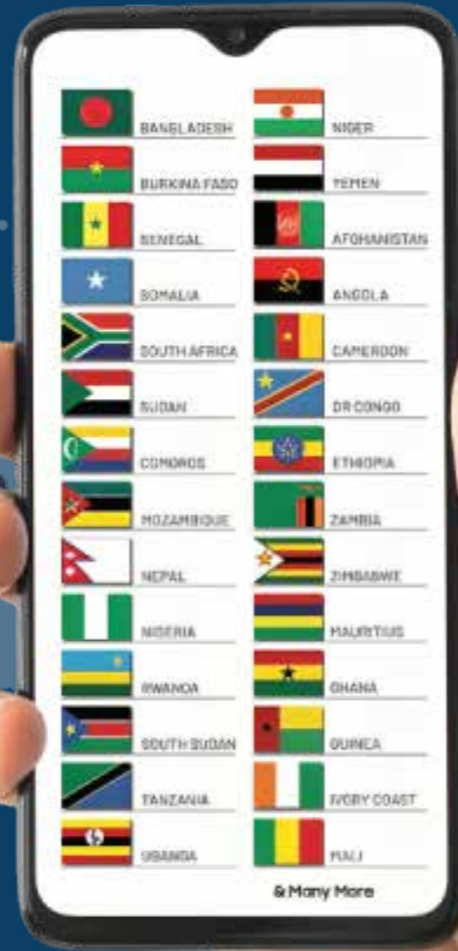 BANGLADESH NIGER
BURKINA FASO YEMEN
SENEGAL AFGHANISTAN
SOMALIA ANGOLA
SOUTH AFRICA CAMEROON
SUDAN DR CONGO
COMOROS ETHIOPIA
MOZAMBIQUE ZAMBIA
NEPAL ZIMBABWE
NIGERIA MAURITIUS
RWANDA GHANA
SOUTH SUDAN GUINEA
TANZANIA IVORY COAST
UGANDA MALI
& Many More